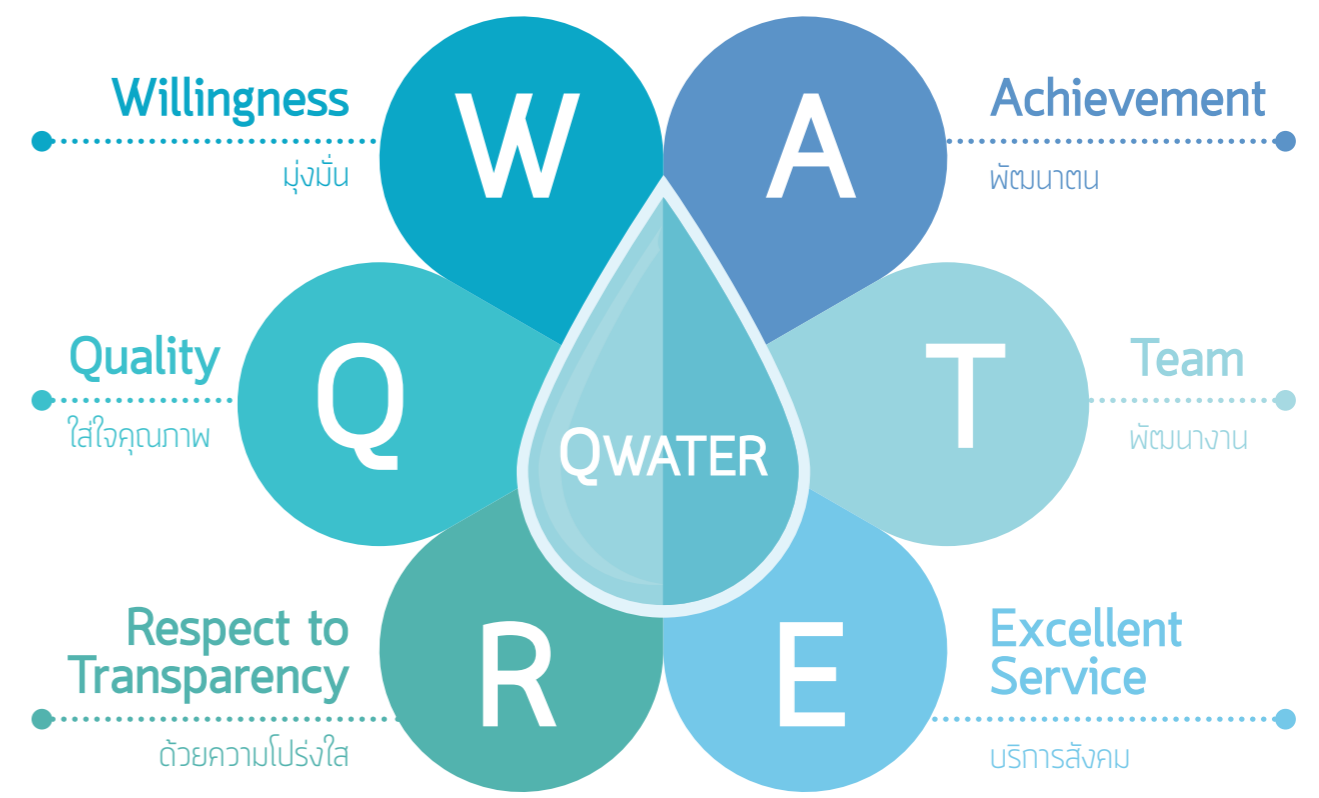 Willingness
มุ่งมั่น
W
A
Achievement
พัฒนาตน
Quality
ใส่ใจคุณภาพ
Q
QWATER
T
Team
พัฒนางาน
Respect to
Transparency
ด้วยความโปร่งใส
R
E
Excellent
Service
บริการสังคม